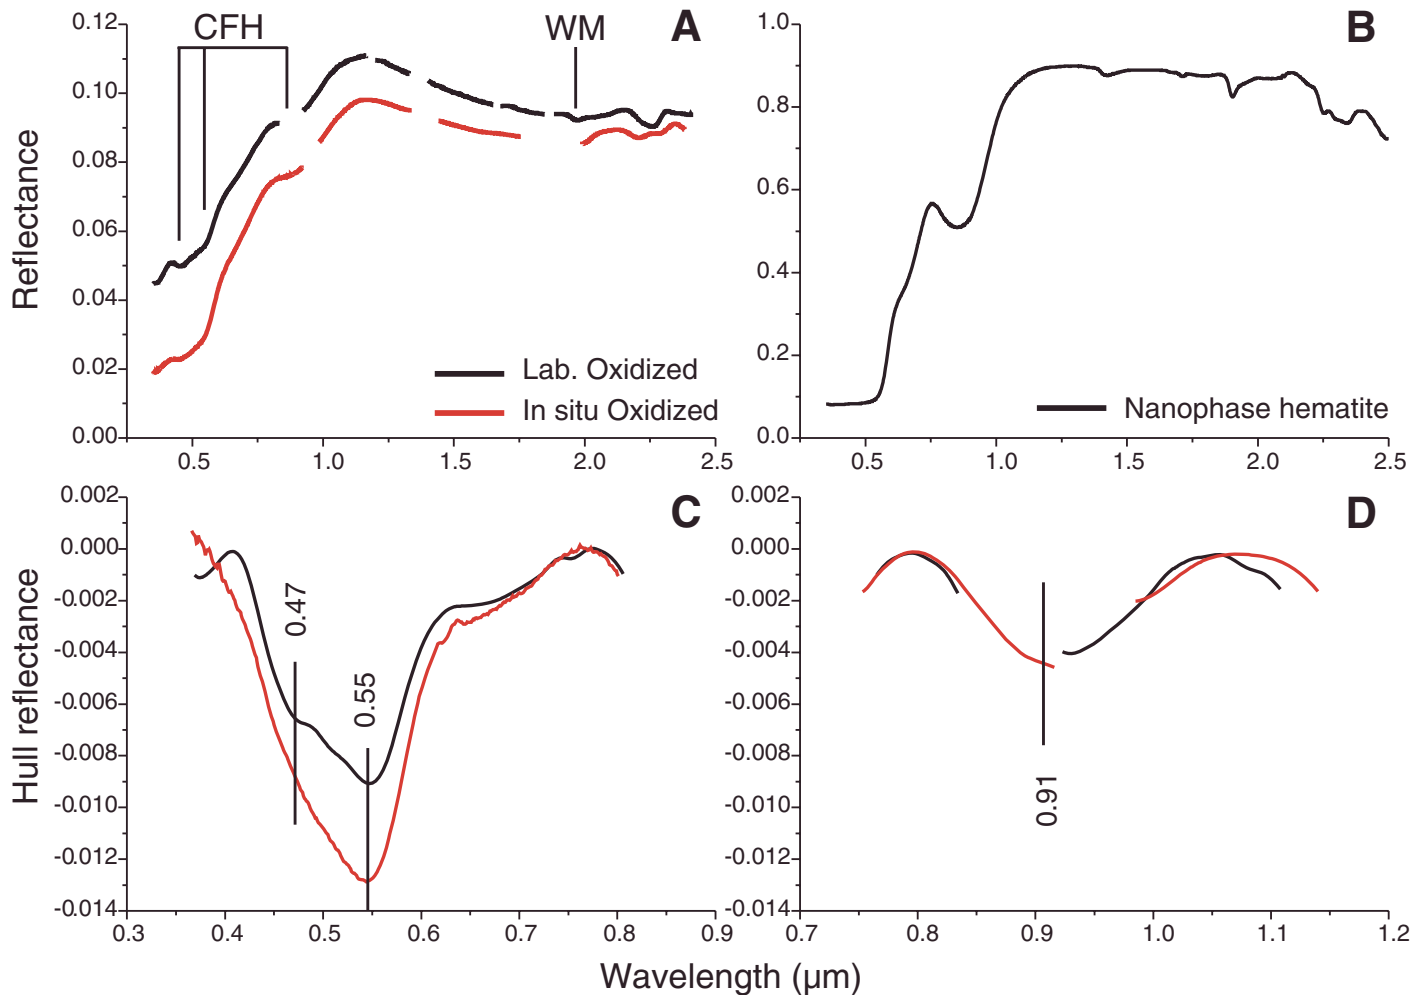 CFH
WM
A
0.12
0.10
0.08
0.06
0.04
0.02
0.00
Reflectance
Lab. Oxidized
In situ Oxidized
0.5 1.0 1.5 2.0 2.5
B
1.0
0.8
0.6
0.4
0.2
0.0
Nanophase hematite
0.5 1.0 1.5 2.0 2.5
C
0.002
0.000
-0.002
-0.004
-0.006
-0.008
-0.010
-0.012
-0.014
Hull reflectance
0.47
0.55
0.3 0.4 0.5 0.6 0.7 0.8 0.9
D
0.002
0.000
-0.002
-0.004
-0.006
-0.008
-0.010
-0.012
-0.014
0.91
0.7 0.8 0.9 1.0 1.1 1.2
Wavelength (µm)